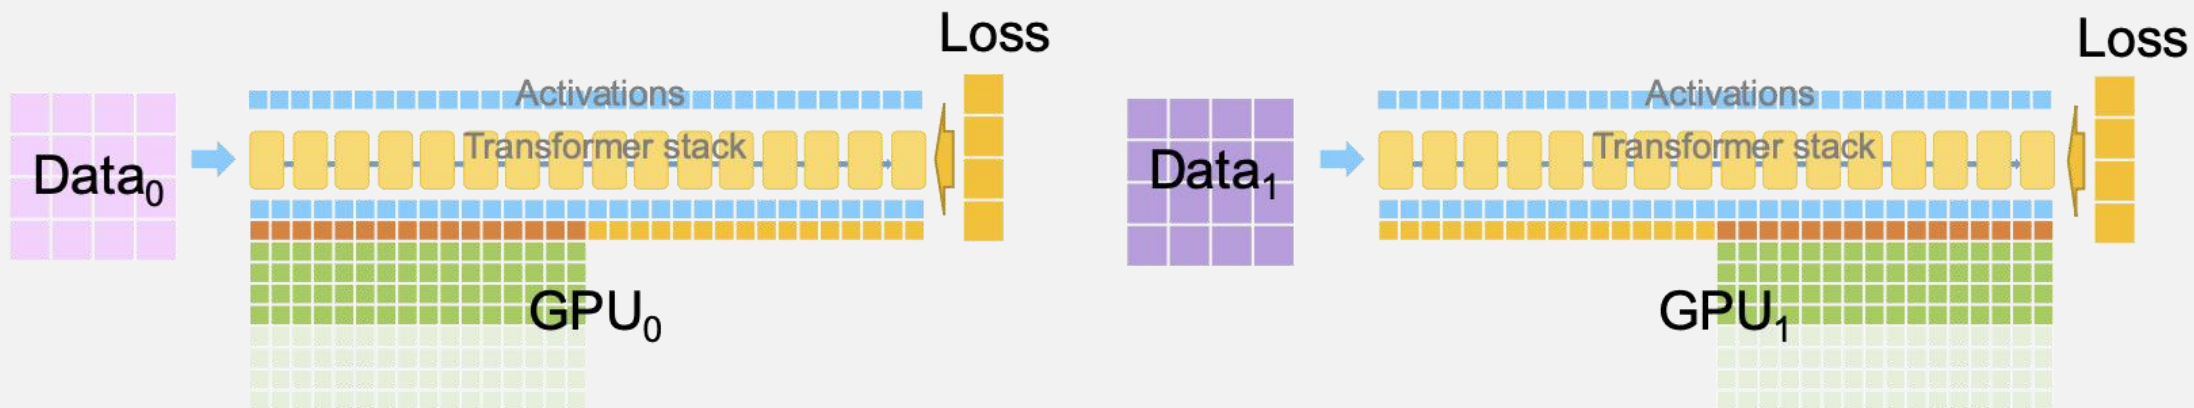 Loss
Activations
Transformer stack
Data₀
GPU₀
Loss
Activations
Transformer stack
Data₁
GPU₁